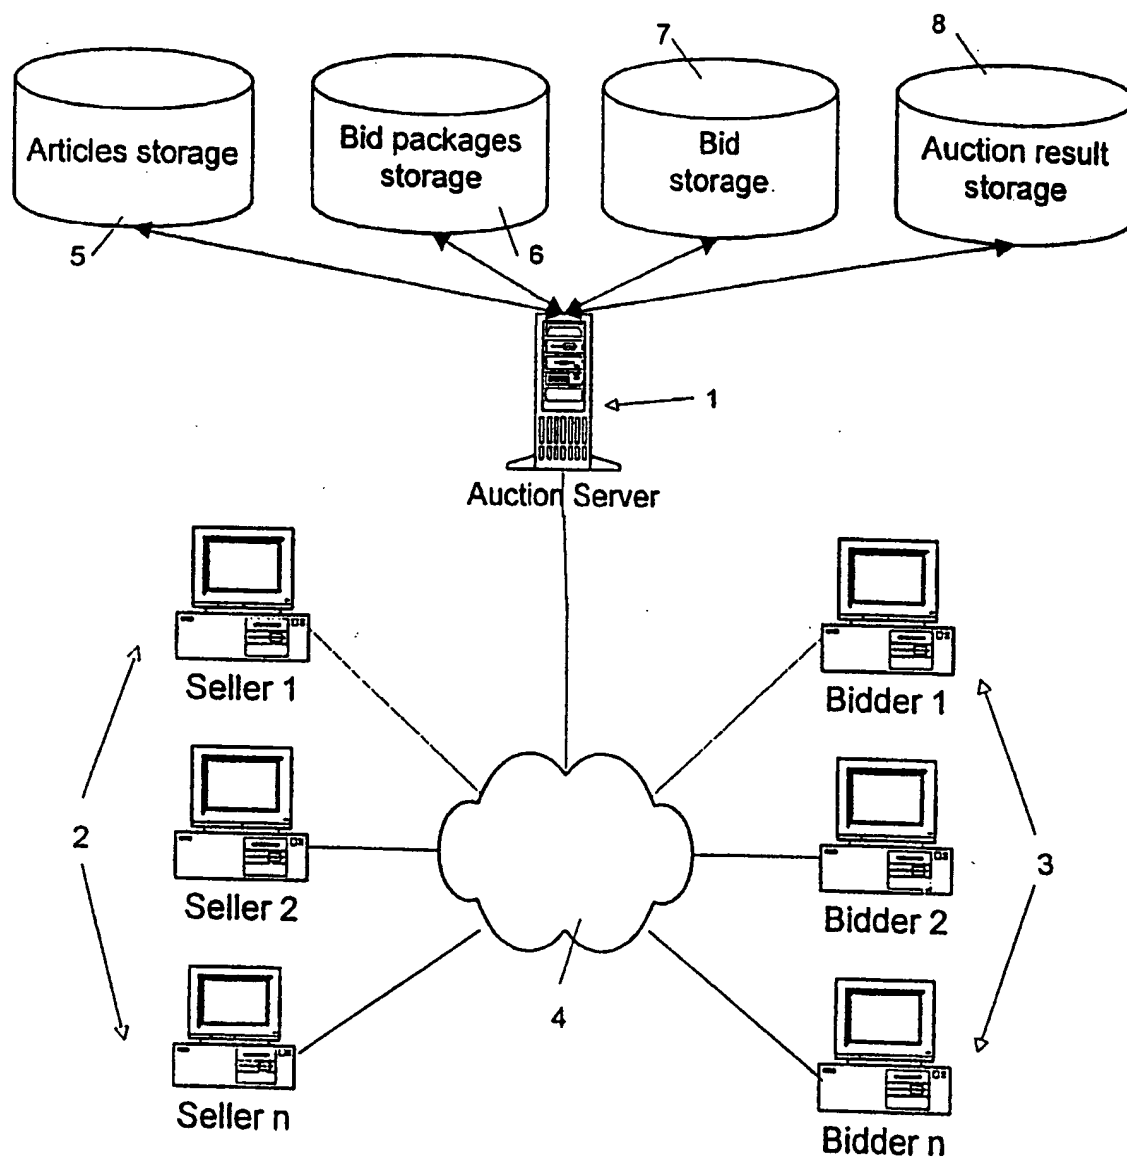 7
8
Articles storage
Bid packages
storage
Bid
storage
Auction result
storage
5
6
1
Auction Server
Seller 1
Bidder 1
2
3
Seller 2
Bidder 2
4
Seller n
Bidder n